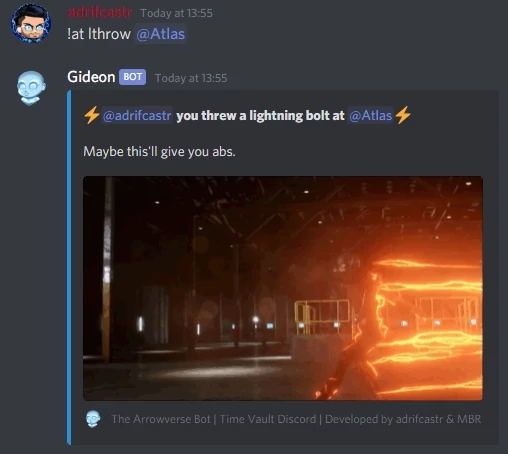 adrifcastr Today at 13:55
!at lthrow @Atlas
Gideon BOT Today at 13:55
⚡@adrifcastr you threw a lightning bolt at @Atlas⚡
Maybe this'll give you abs.
The Arrowverse Bot | Time Vault Discord | Developed by adrifcastr & MBR